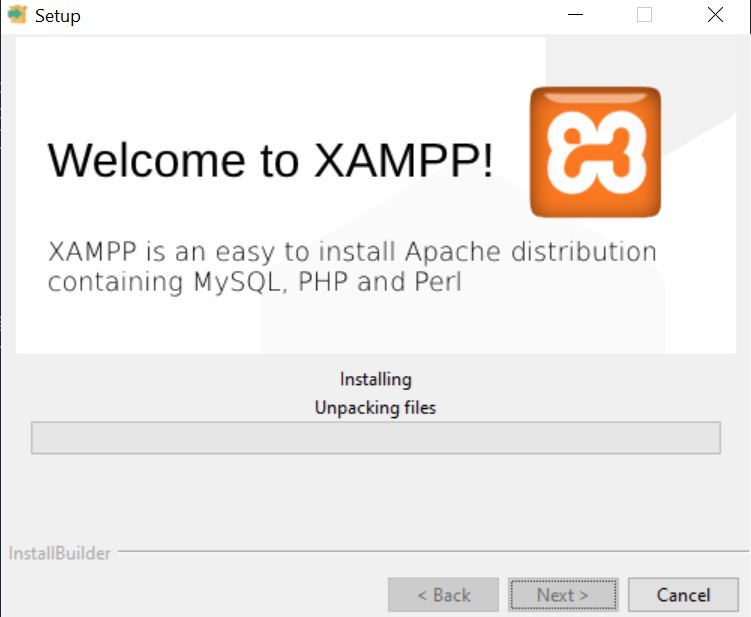 Setup
Welcome to XAMPP!
XAMPP is an easy to install Apache distribution
containing MySQL, PHP and Perl
Installing
Unpacking files
InstallBuilder
< Back
Next >
Cancel